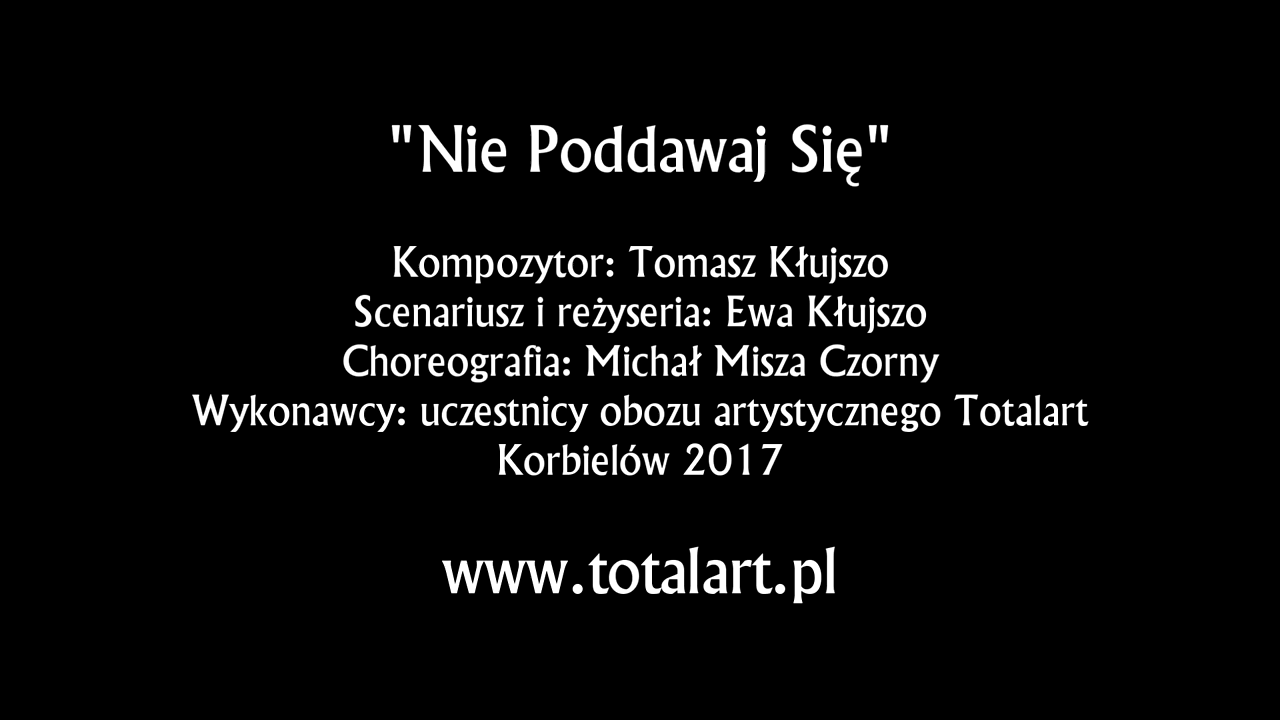 "Nie Poddawaj Się"
Kompozytor: Tomasz Kłujszo
Scenariusz i reżyseria: Ewa Kłujszo
Choreografia: Michał Misza Czorny
Wykonawcy: uczestnicy obozu artystycznego Totalart
Korbielów 2017
www.totalart.pl